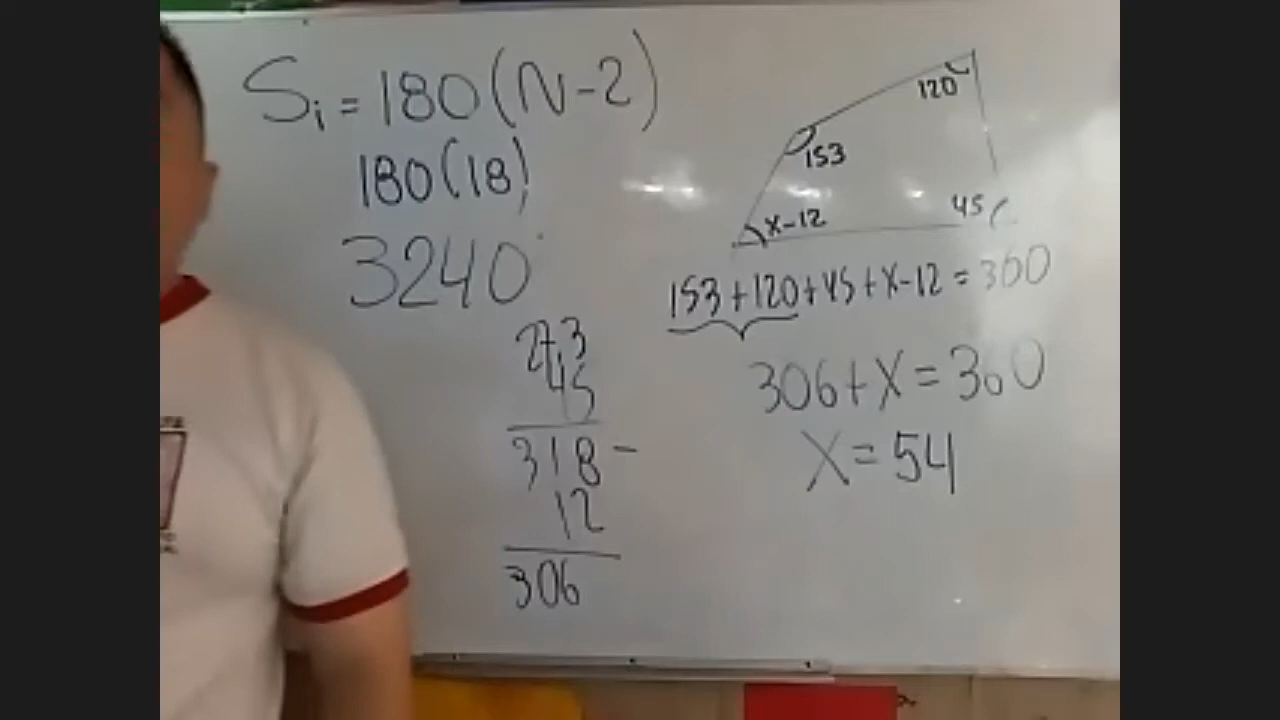 Si = 180(N-2)
180(18)
3240
273
45
318 -
12
306
120
153
x-12
45
153 + 120 + 45 + x - 12 = 360
306 + X = 360
X = 54